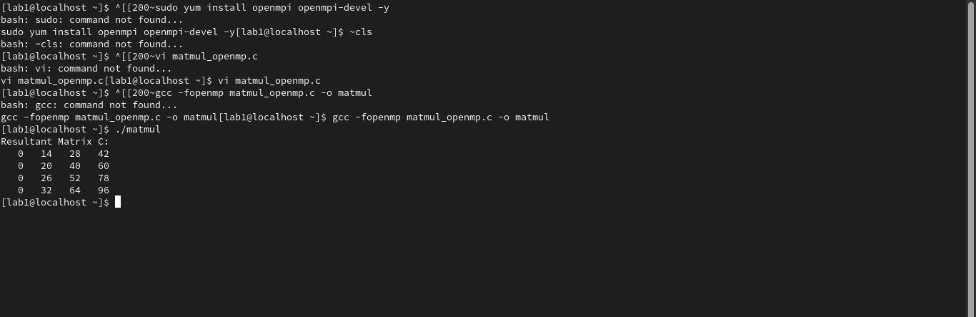 [lab1@localhost ~]$ ^[[200~sudo yum install openmpi openmpi-devel -y
bash: sudo: command not found...
sudo yum install openmpi openmpi-devel -y[lab1@localhost ~]$ ~cls
bash: ~cls: command not found...
[lab1@localhost ~]$ ^[[200~vi matmul_openmp.c
bash: vi: command not found...
vi matmul_openmp.c[lab1@localhost ~]$ vi matmul_openmp.c
[lab1@localhost ~]$ ^[[200~gcc -fopenmp matmul_openmp.c -o matmul
bash: gcc: command not found...
gcc -fopenmp matmul_openmp.c -o matmul[lab1@localhost ~]$ gcc -fopenmp matmul_openmp.c -o matmul
[lab1@localhost ~]$ ./matmul
Resultant Matrix C:
   0   14   28   42
   0   20   40   60
   0   26   52   78
   0   32   64   96
[lab1@localhost ~]$